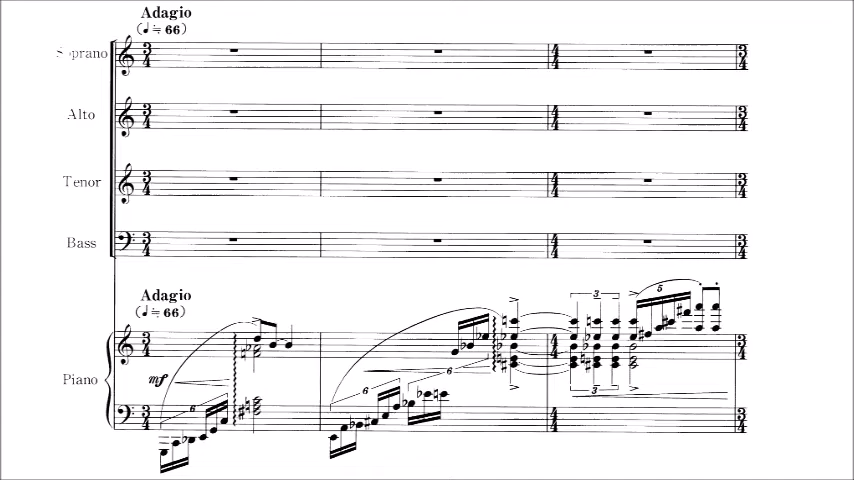 Adagio
(♩≒66)
Soprano
Alto
Tenor
Bass
Adagio
(♩≒66)
Piano
mf
6
6
6
3
3
5